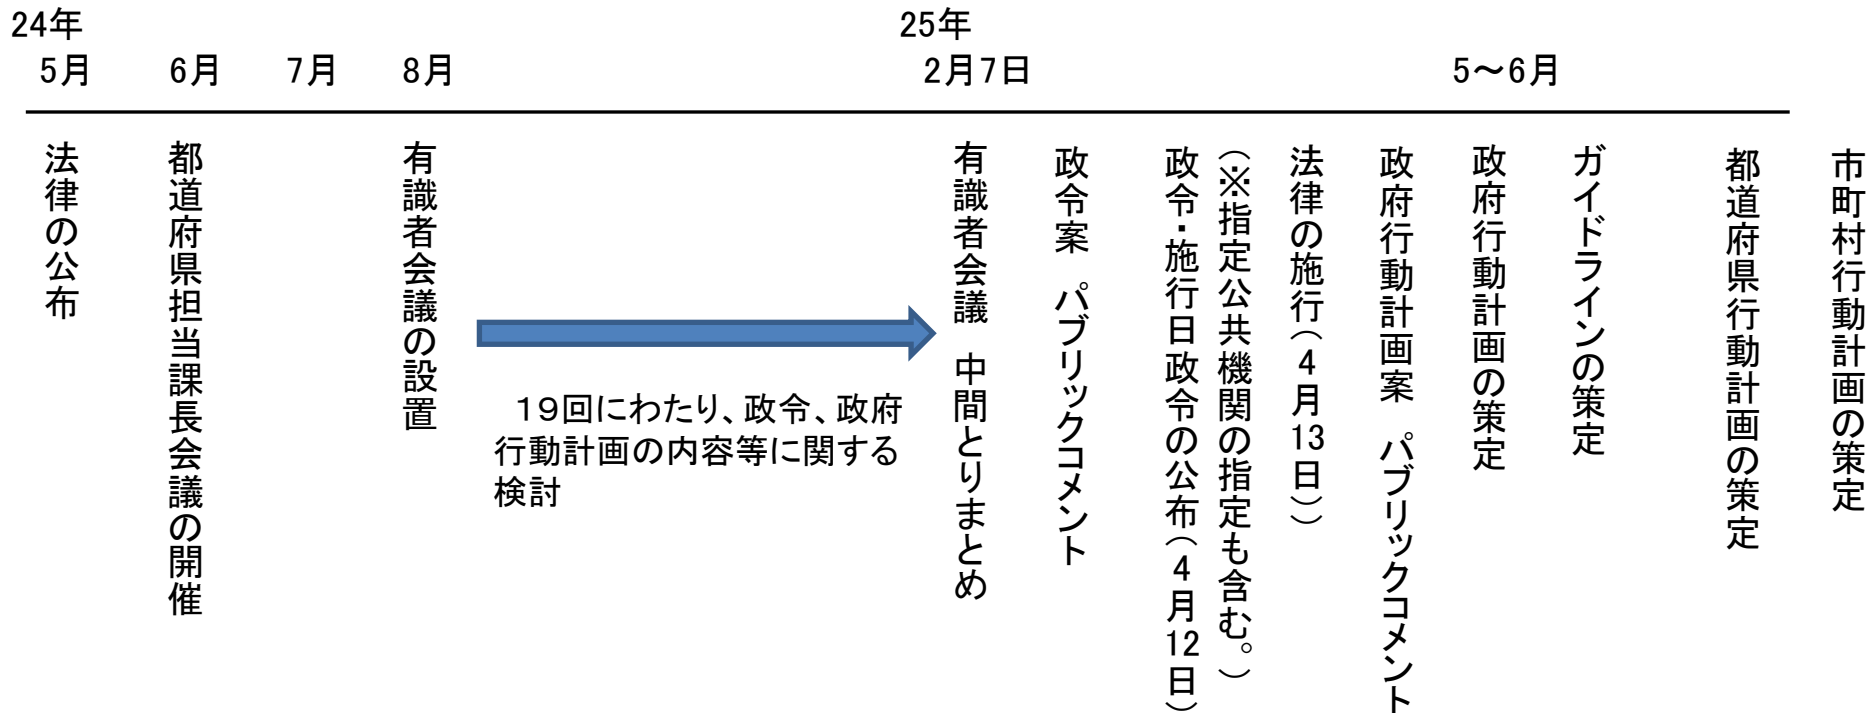 24年
25年
5月
6月
7月
8月
2月7日
5～6月
法律の公布
都道府県担当課長会議の開催
有識者会議の設置
19回にわたり、政令、政府
行動計画の内容等に関する
検討
有識者会議　中間とりまとめ
政令案　パブリックコメント
政令・施行日政令の公布（4月12日）
（※指定公共機関の指定も含む。）
法律の施行（4月13日））
政府行動計画案　パブリックコメント
政府行動計画の策定
ガイドラインの策定
都道府県行動計画の策定
市町村行動計画の策定